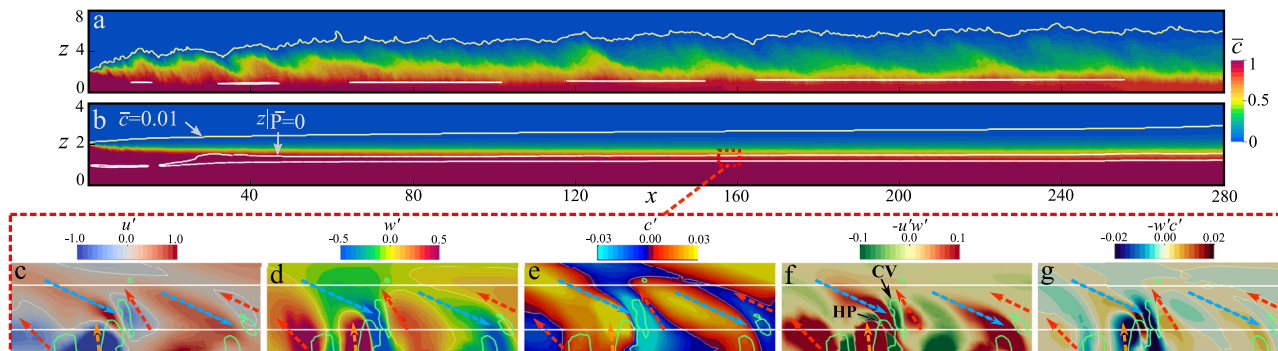 8
a
z 4
0
c̄
1
0.5
0
4
b
c̄=0.01
z|P̄=0
z 2
0
40
80
120
x
160
200
240
280
u'
-1.0 0.0 1.0
w'
-0.5 0.0 0.5
c'
-0.03 0.00 0.03
-u'w'
-0.1 0.0 0.1
-w'c'
-0.02 0.00 0.02
c
d
e
f
CV
HP
g